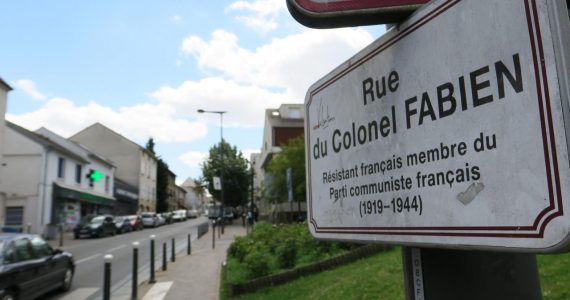 Rue
du Colonel FABIEN
Résistant français membre du
Parti communiste français
(1919-1944)